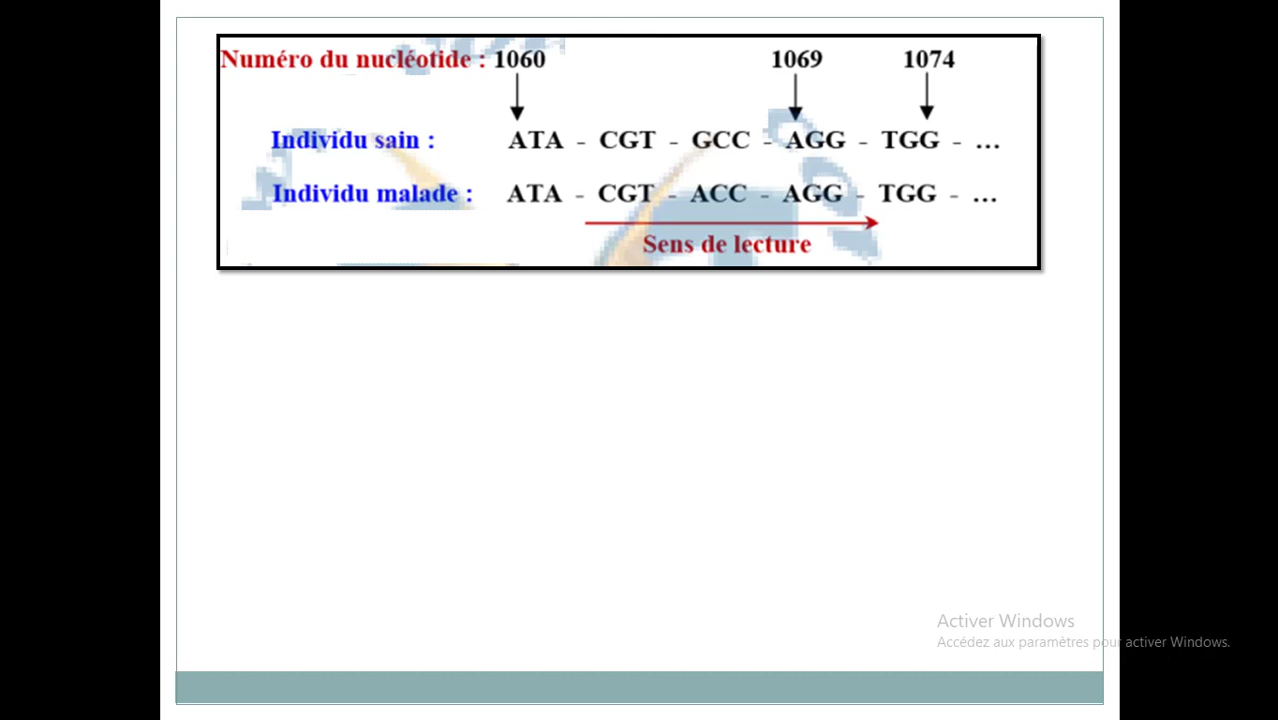 Numéro du nucléotide : 1060 1069 1074
Individu sain : ATA - CGT - GCC - AGG - TGG - ...
Individu malade : ATA - CGT - ACC - AGG - TGG - ...
Sens de lecture
Activer Windows
Accédez aux paramètres pour activer Windows.